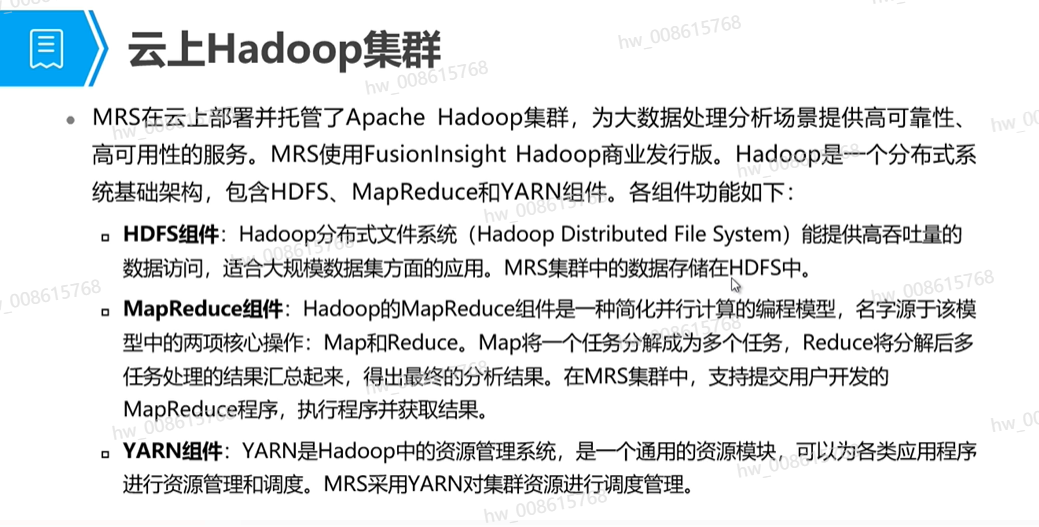 云上Hadoop集群
MRS在云上部署并托管了Apache Hadoop集群，为大数据处理分析场景提供高可靠性、
高可用性的服务。MRS使用FusionInsight Hadoop商业发行版。Hadoop是一个分布式系
统基础架构，包含HDFS、MapReduce和YARN组件。各组件功能如下：
HDFS组件：Hadoop分布式文件系统（Hadoop Distributed File System）能提供高吞吐量的
数据访问，适合大规模数据集方面的应用。MRS集群中的数据存储在HDFS中。
MapReduce组件：Hadoop的MapReduce组件是一种简化并行计算的编程模型，名字源于该模
型中的两项核心操作：Map和Reduce。Map将一个任务分解成为多个任务，Reduce将分解后多
任务处理的结果汇总起来，得出最终的分析结果。在MRS集群中，支持提交用户开发的
MapReduce程序，执行程序并获取结果。
YARN组件：YARN是Hadoop中的资源管理系统，是一个通用的资源模块，可以为各类应用程序
进行资源管理和调度。MRS采用YARN对集群资源进行调度管理。
hw_008615768
hw_008615768
hw_008615768
hw_008615768
hw_008615768
hw_008615768
hw_008615768
hw_008615768
hw_008615768
hw_008615768
hw_008615768
hw_008615768